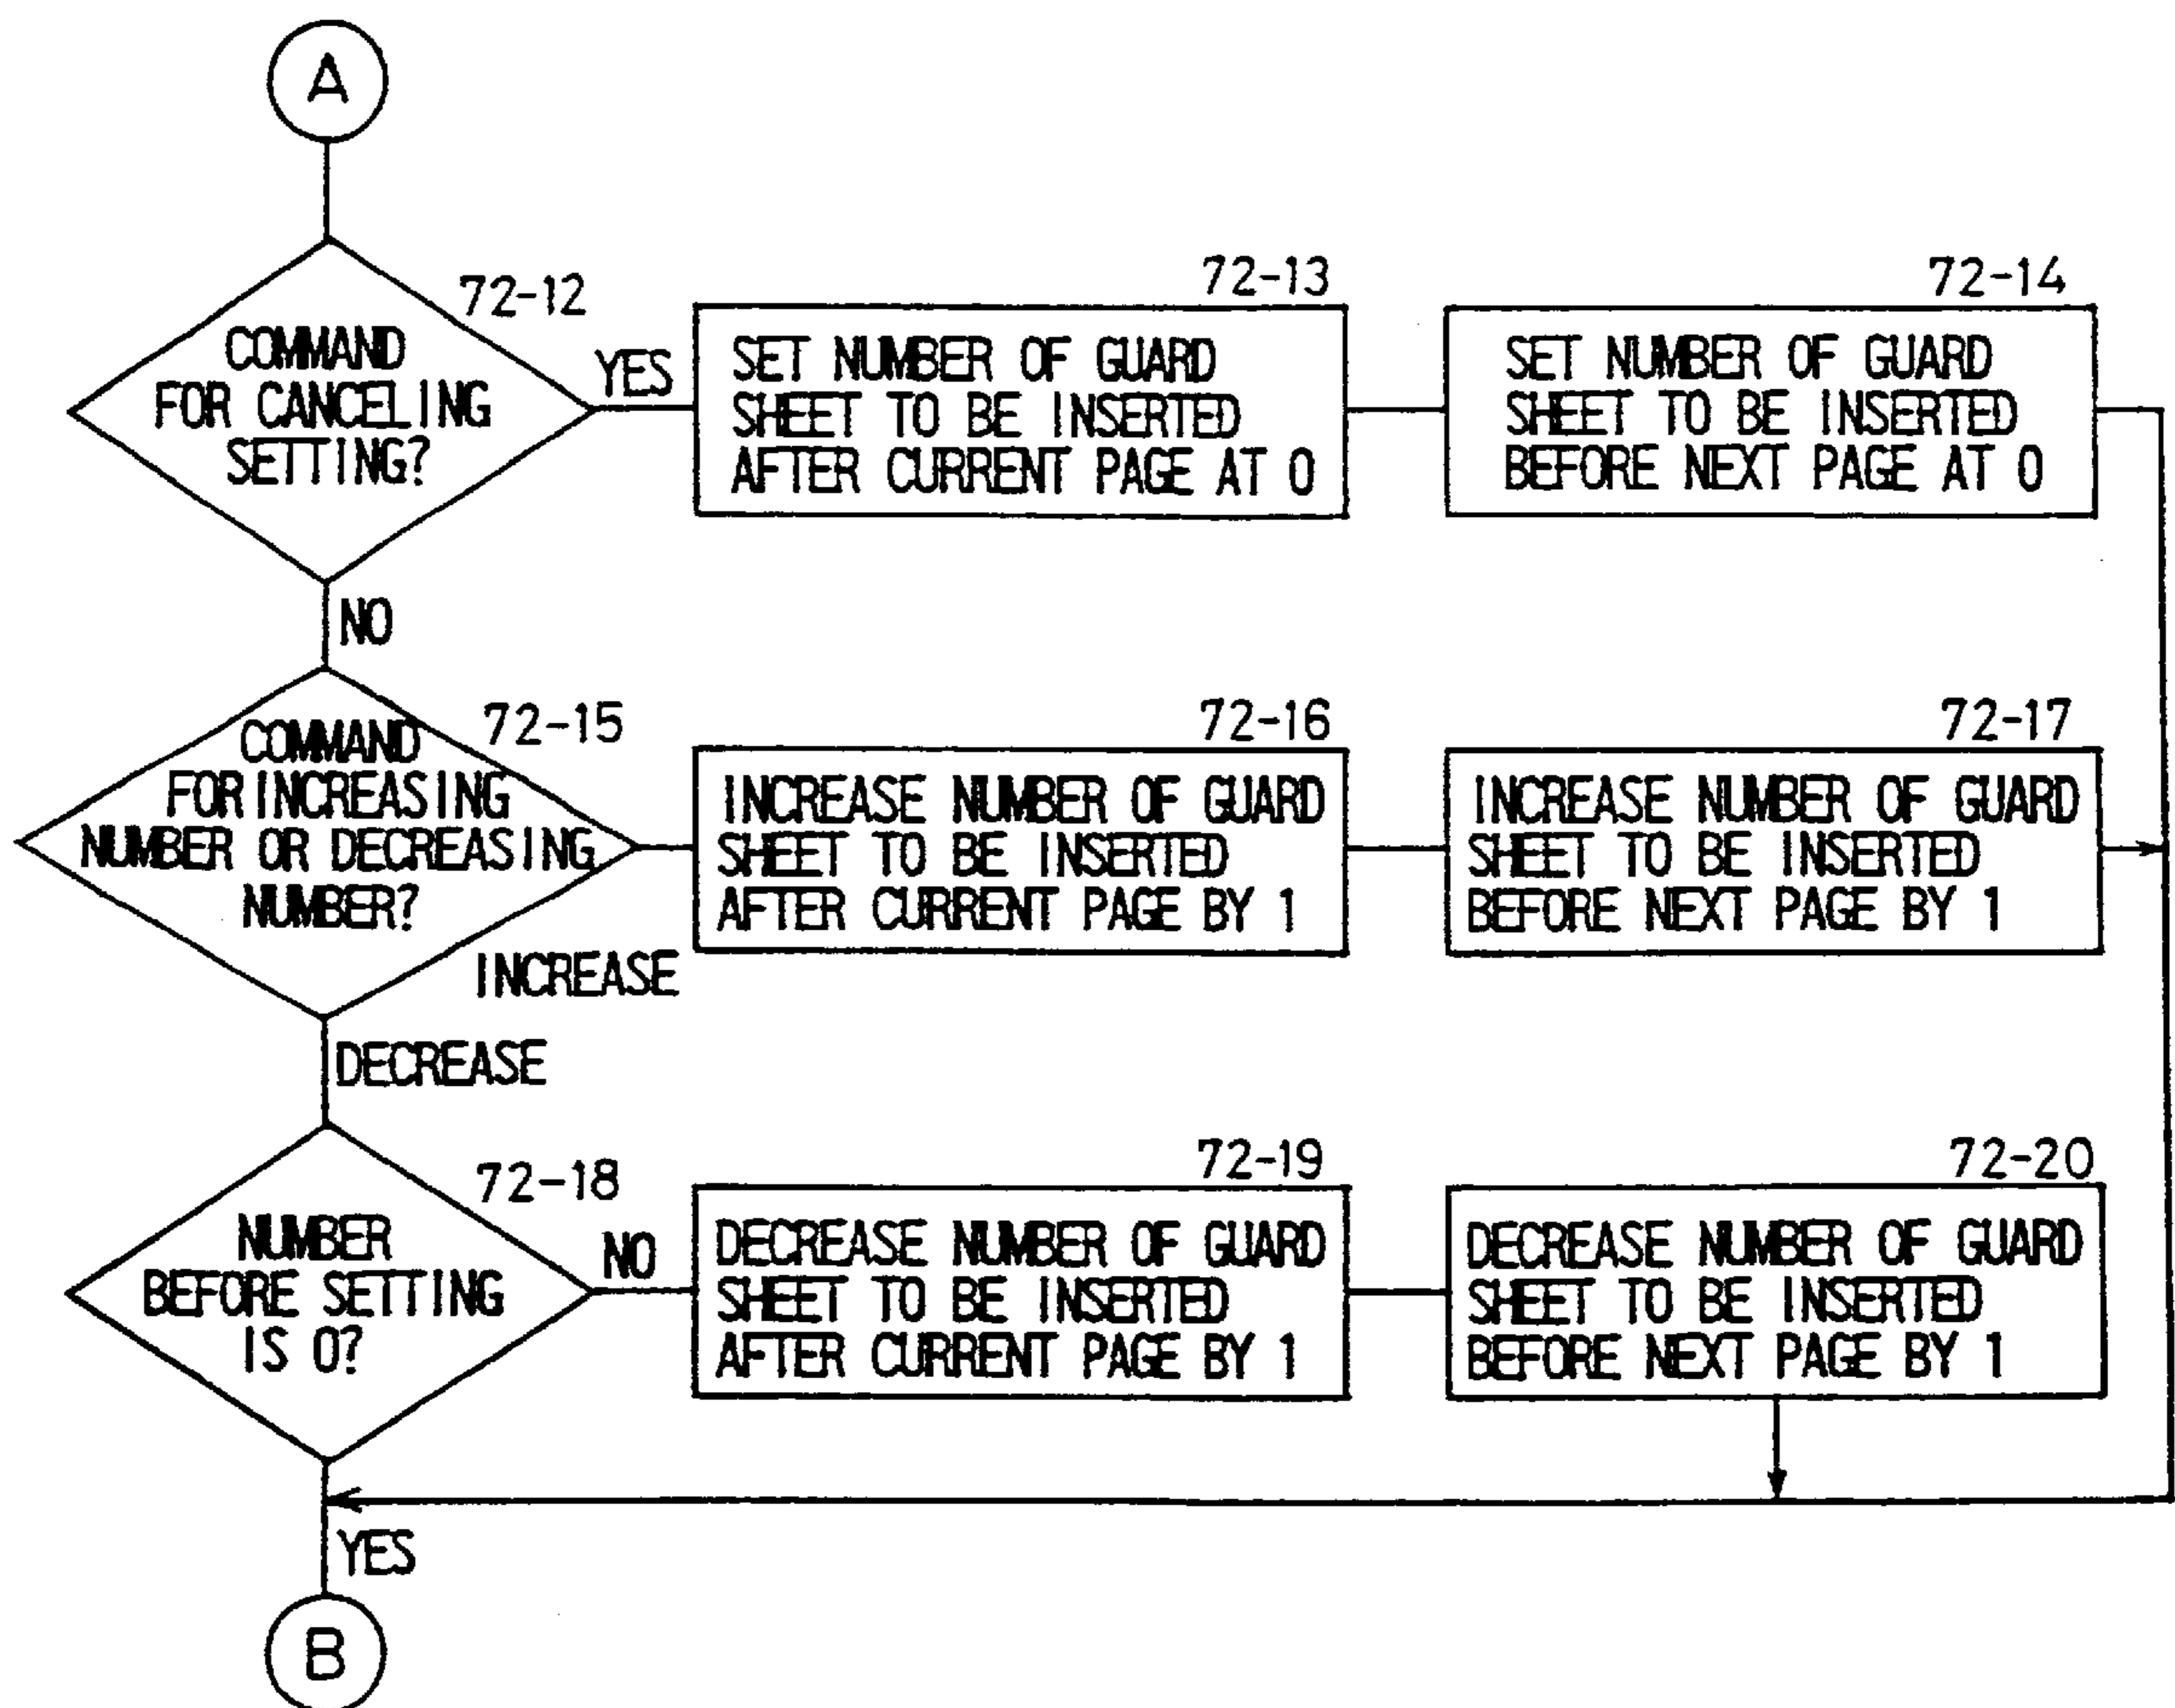 A
72-12
COMMAND
FOR CANCELING
SETTING?
YES
72-13
SET NUMBER OF GUARD
SHEET TO BE INSERTED
AFTER CURRENT PAGE AT 0
72-14
SET NUMBER OF GUARD
SHEET TO BE INSERTED
BEFORE NEXT PAGE AT 0
NO
72-15
COMMAND
FOR INCREASING
NUMBER OR DECREASING
NUMBER?
INCREASE
72-16
INCREASE NUMBER OF GUARD
SHEET TO BE INSERTED
AFTER CURRENT PAGE BY 1
72-17
INCREASE NUMBER OF GUARD
SHEET TO BE INSERTED
BEFORE NEXT PAGE BY 1
DECREASE
72-18
NUMBER
BEFORE SETTING
IS 0?
NO
72-19
DECREASE NUMBER OF GUARD
SHEET TO BE INSERTED
AFTER CURRENT PAGE BY 1
72-20
DECREASE NUMBER OF GUARD
SHEET TO BE INSERTED
BEFORE NEXT PAGE BY 1
YES
B